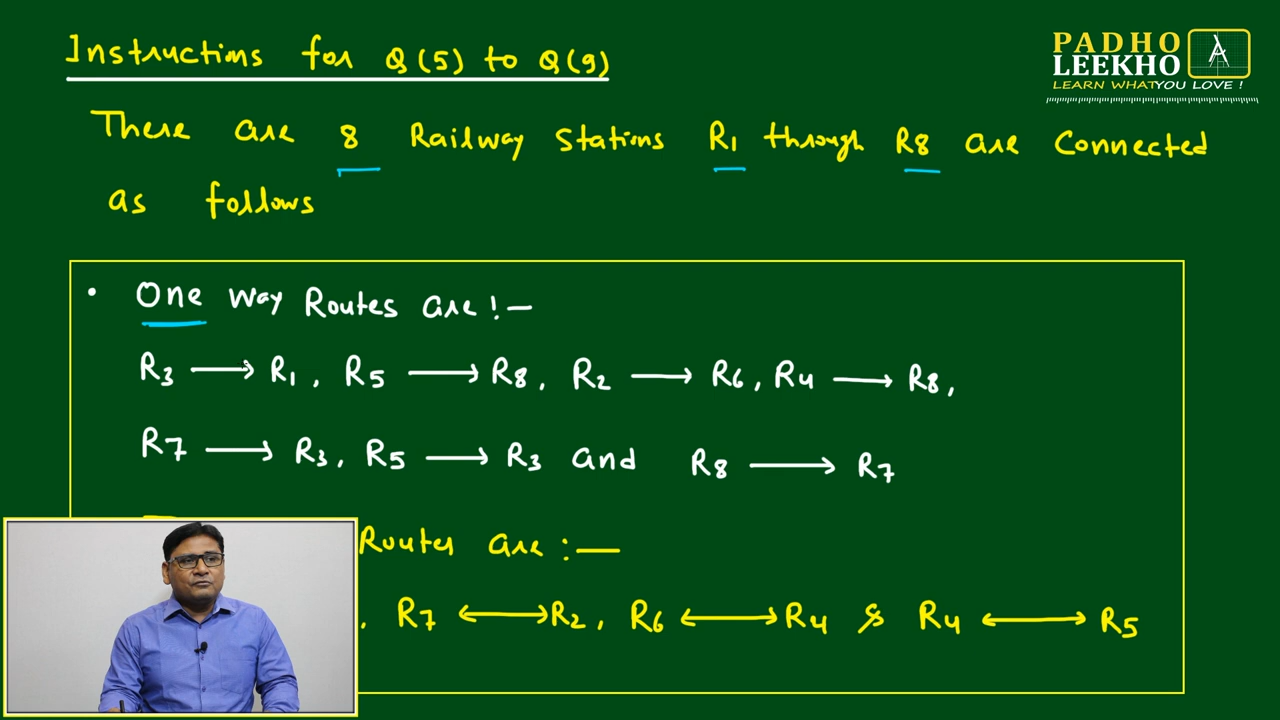 Instructions for Q(5) to Q(9)
PADHO
LEEKHO
LEARN WHAT YOU LOVE !
There are 8 Railway Stations R1 through R8 are Connected
as follows
• One way Routes are :—
R3 ⟶ R1, R5 ⟶ R8, R2 ⟶ R6, R4 ⟶ R8,
R7 ⟶ R3, R5 ⟶ R3 and R8 ⟶ R7
Routes are :—
, R7 ⟷ R2, R6 ⟷ R4 & R4 ⟷ R5